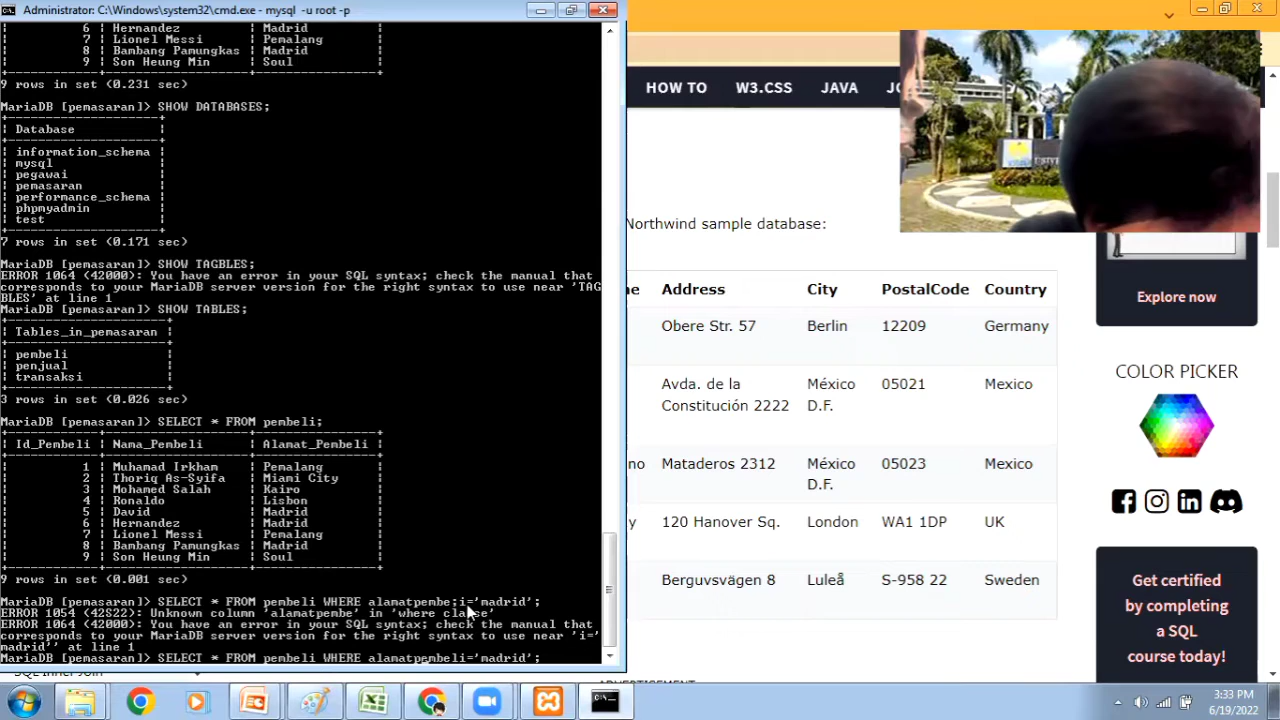 Administrator: C:\Windows\system32\cmd.exe - mysql -u root -p
6 | Hernandez | Madrid |
7 | Lionel Messi | Pemalang |
8 | Bambang Pamungkas | Madrid |
9 | Son Heung Min | Soul |
9 rows in set (0.231 sec)
MariaDB [pemasaran]> SHOW DATABASES;
| Database |
| information_schema |
| mysql |
| pegawai |
| pemasaran |
| performance_schema |
| phpmyadmin |
| test |
7 rows in set (0.171 sec)
MariaDB [pemasaran]> SHOW TAGBLES;
ERROR 1064 (42000): You have an error in your SQL syntax; check the manual that
corresponds to your MariaDB server version for the right syntax to use near 'TAG
BLES' at line 1
MariaDB [pemasaran]> SHOW TABLES;
| Tables_in_pemasaran |
| pembeli |
| penjual |
| transaksi |
3 rows in set (0.026 sec)
MariaDB [pemasaran]> SELECT * FROM pembeli;
| Id_Pembeli | Nama_Pembeli | Alamat_Pembeli |
| 1 | Muhamad Irkham | Pemalang |
| 2 | Thoriq As-Syifa | Miami City |
| 3 | Mohamed Salah | Kairo |
| 4 | Ronaldo | Lisbon |
| 5 | David | Madrid |
| 6 | Hernandez | Madrid |
| 7 | Lionel Messi | Pemalang |
| 8 | Bambang Pamungkas | Madrid |
| 9 | Son Heung Min | Soul |
9 rows in set (0.001 sec)
MariaDB [pemasaran]> SELECT * FROM pembeli WHERE alamatpembe;i='madrid';
ERROR 1054 (42S22): Unknown column 'alamatpembe' in 'where clause'
ERROR 1064 (42000): You have an error in your SQL syntax; check the manual that
corresponds to your MariaDB server version for the right syntax to use near 'i='
madrid'' at line 1
MariaDB [pemasaran]> SELECT * FROM pembeli WHERE alamatpembeli='madrid';
HOW TO W3.CSS JAVA
Northwind sample database:
Address City PostalCode Country
Obere Str. 57 Berlin 12209 Germany
Avda. de la México 05021 Mexico
Constitución 2222 D.F.
Mataderos 2312 México 05023 Mexico
D.F.
120 Hanover Sq. London WA1 1DP UK
Berguvsvägen 8 Luleå S-958 22 Sweden
Explore now
COLOR PICKER
Get certified
by completing
a SQL
course today!
3:33 PM
6/19/2022